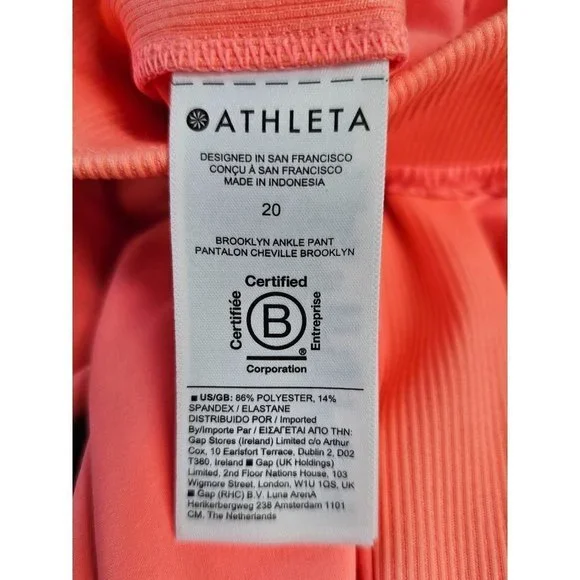 ATHLETA
DESIGNED IN SAN FRANCISCO
CONÇU À SAN FRANCISCO
MADE IN INDONESIA
20
BROOKLYN ANKLE PANT
PANTALON CHEVILLE BROOKLYN
Certified
Certifiée
B
®
Entreprise
Corporation
■ US/GB: 86% POLYESTER, 14%
SPANDEX / ELASTANE
DISTRIBUIDO POR / Imported
By/Importe Par / ΕΙΣΑΓΕΤΑΙ ΑΠΟ ΤΗΝ:
Gap Stores (Ireland) Limited c/o Arthur
Cox, 10 Earlsfort Terrace, Dublin 2, D02
T380, Ireland ■ Gap (UK Holdings)
Limited, 2nd Floor Nations House, 103
Wigmore Street, London, W1U 1QS, UK
■ Gap (RHC) B.V. Luna ArenA
Herikerbergweg 238 Amsterdam 1101
CM, The Netherlands